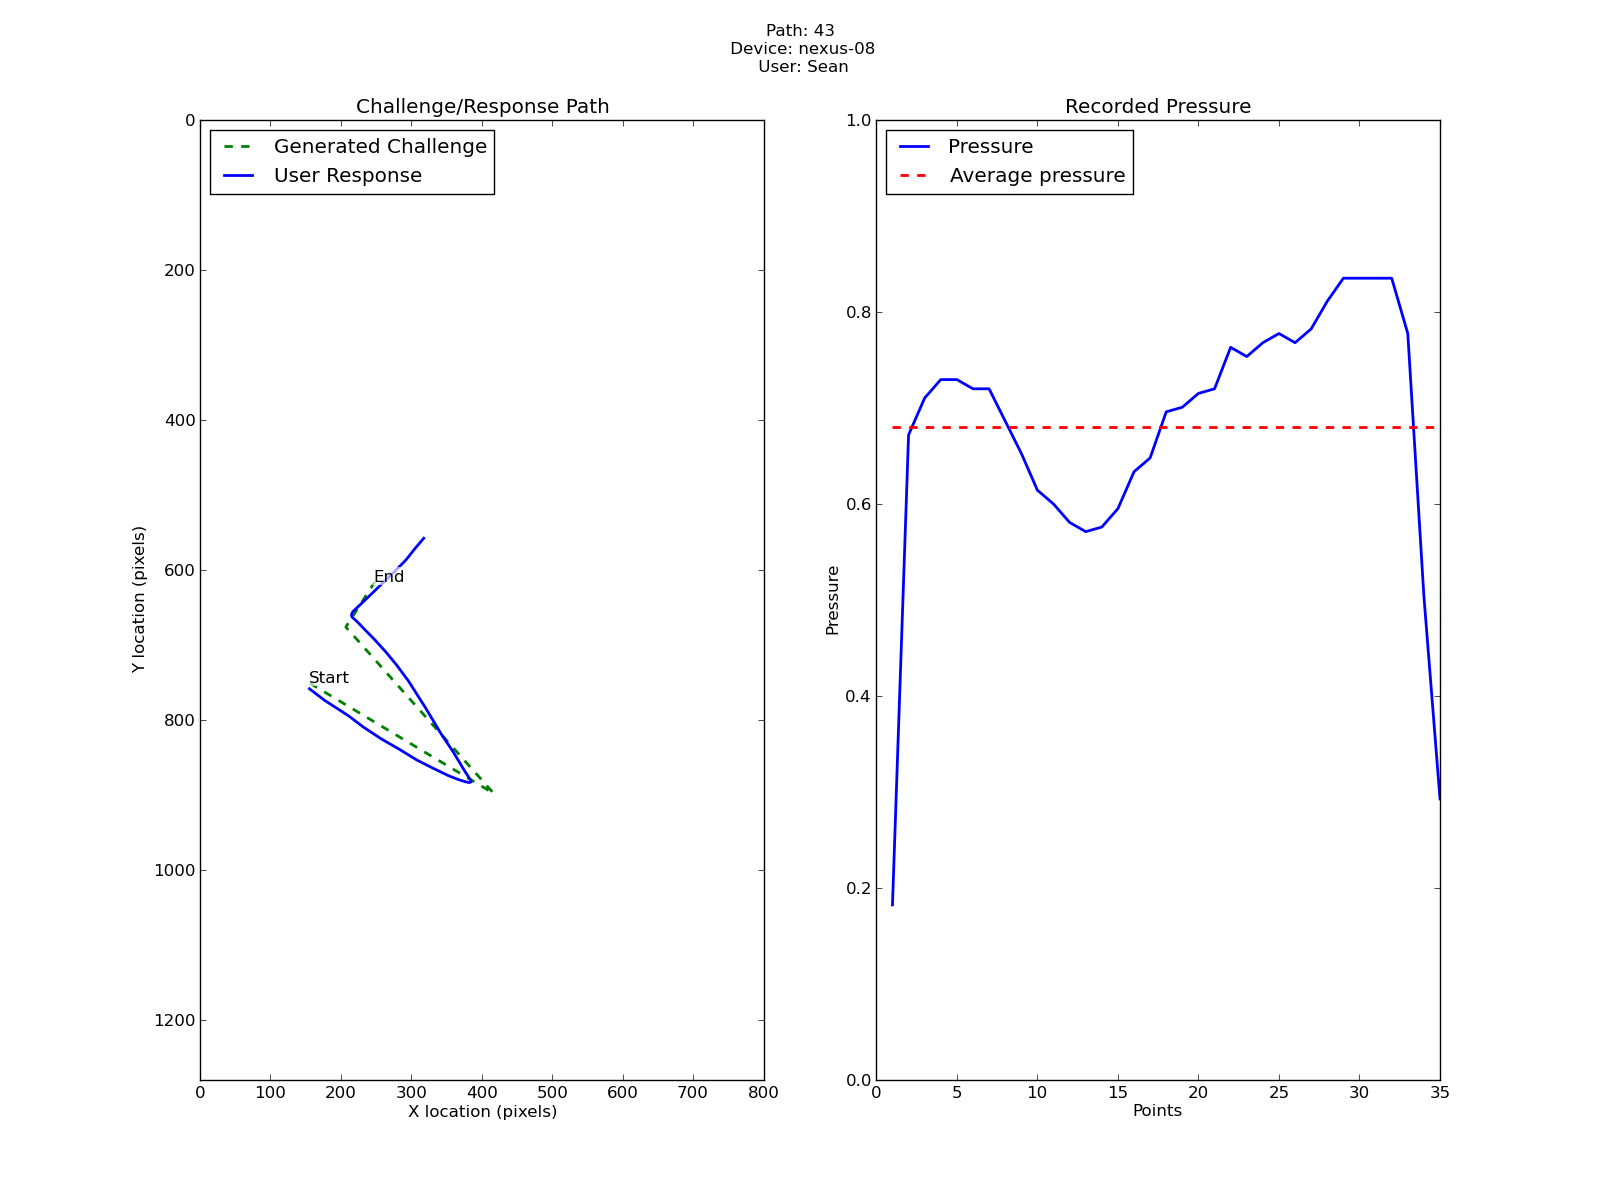 Path: 43
Device: nexus-08
User: Sean
Challenge/Response Path
Generated Challenge
User Response
0
200
400
600
800
1000
1200
Y location (pixels)
End
Start
0 100 200 300 400 500 600 700 800
X location (pixels)
Recorded Pressure
Pressure
Average pressure
1.0
0.8
0.6
0.4
0.2
0.0
Pressure
0 5 10 15 20 25 30 35
Points